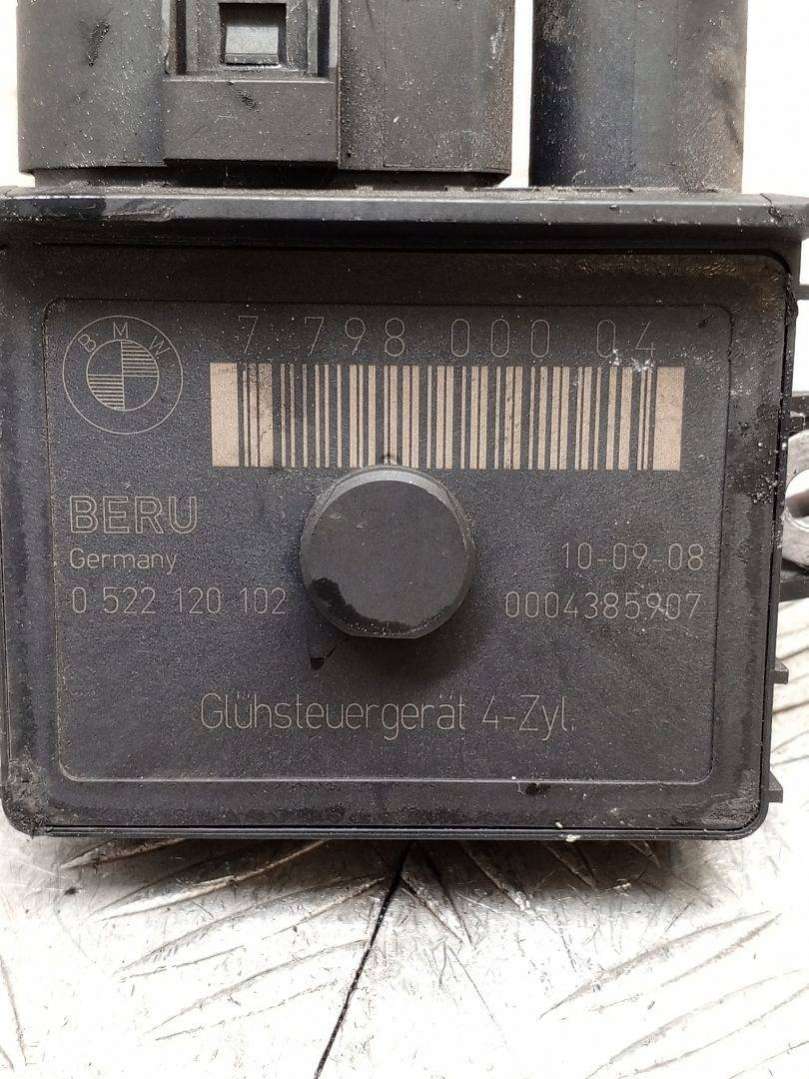 BMW
7 798 000 04
BERU
Germany
10-09-08
0 522 120 102
0004385907
Glühsteuergerät 4-Zyl.